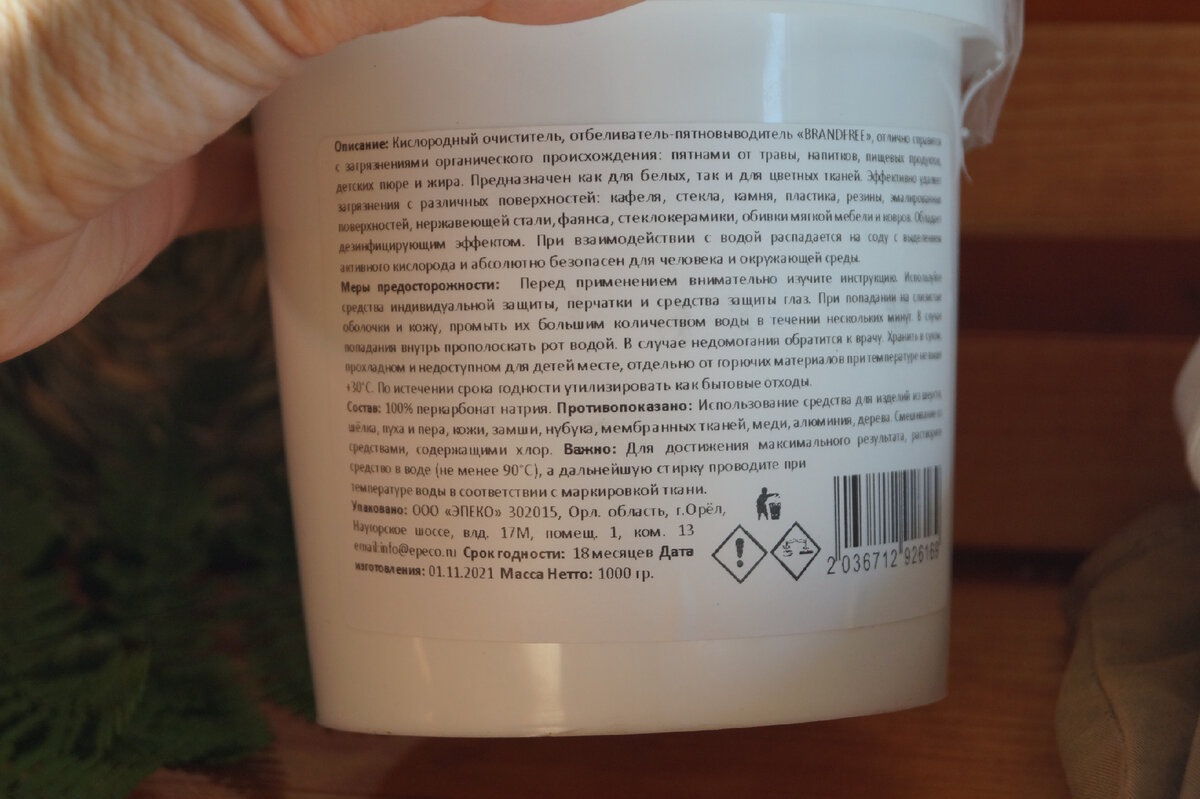 Описание: Кислородный очиститель, отбеливатель-пятновыводитель «BRANDFREE», отлично справится
с загрязнениями органического происхождения: пятнами от травы, напитков, пищевых продуктов,
детских пюре и жира. Предназначен как для белых, так и для цветных тканей. Эффективно удаляет
загрязнения с различных поверхностей: кафеля, стекла, камня, пластика, резины, эмалированных
поверхностей, нержавеющей стали, фаянса, стеклокерамики, обивки мягкой мебели и ковров. Обладает
дезинфицирующим эффектом. При взаимодействии с водой распадается на соду с выделением
активного кислорода и абсолютно безопасен для человека и окружающей среды.
Меры предосторожности: Перед применением внимательно изучите инструкцию. Используйте
средства индивидуальной защиты, перчатки и средства защиты глаз. При попадании на слизистые
оболочки и кожу, промыть их большим количеством воды в течении нескольких минут. В случае
попадания внутрь прополоскать рот водой. В случае недомогания обратится к врачу. Хранить в сухом,
прохладном и недоступном для детей месте, отдельно от горючих материалов при температуре не выше
+30°С. По истечении срока годности утилизировать как бытовые отходы.
Состав: 100% перкарбонат натрия. Противопоказано: Использование средства для изделий из шерсти,
шёлка, пуха и пера, кожи, замши, нубука, мембранных тканей, меди, алюминия, дерева. Смешивание со
средствами, содержащими хлор. Важно: Для достижения максимального результата, растворите
средство в воде (не менее 90°С), а дальнейшую стирку проводите при
температуре воды в соответствии с маркировкой ткани.
Упаковано: ООО «ЭПЕКО» 302015, Орл. область, г.Орёл,
Наугорское шоссе, влд. 17М, помещ. 1, ком. 13
email:info@epeco.ru Срок годности: 18 месяцев Дата
изготовления: 01.11.2021 Масса Нетто: 1000 гр.
2 036712 926169